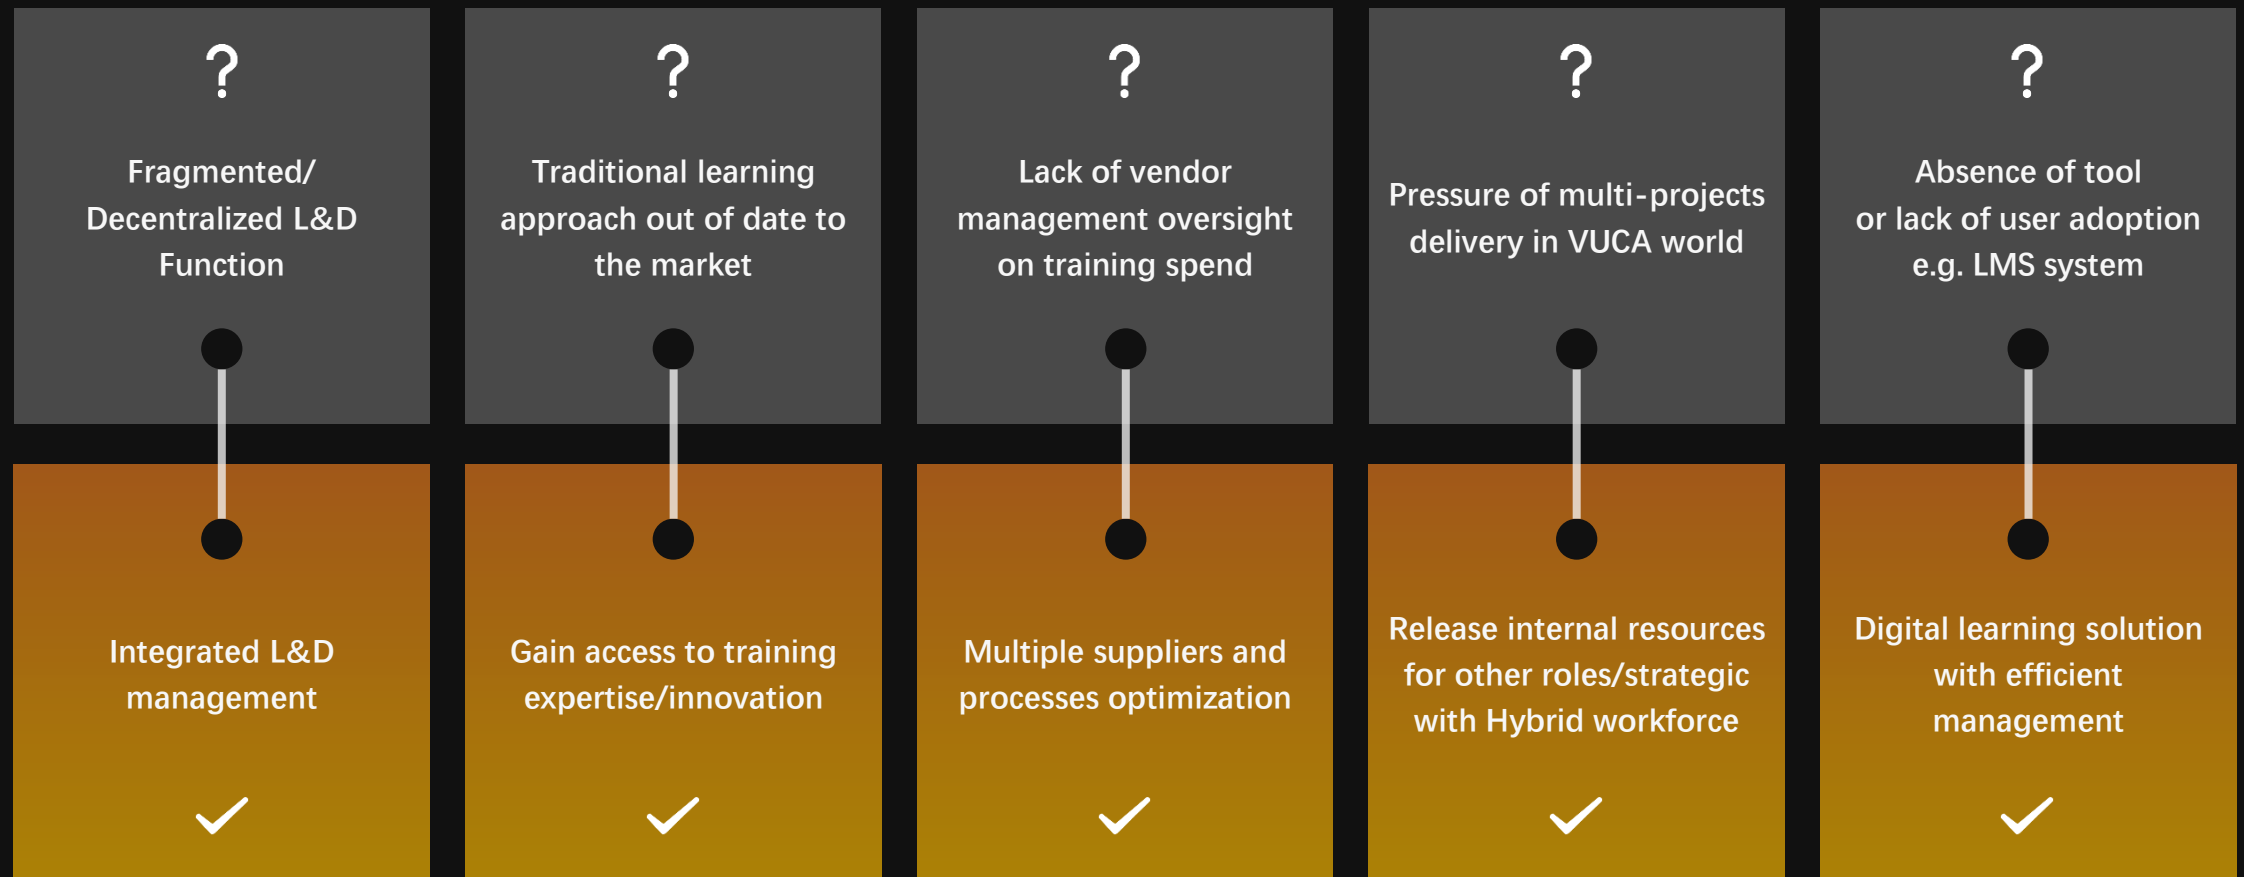 ?
Fragmented/
Decentralized L&D
Function
?
Traditional learning
approach out of date to
the market
?
Lack of vendor
management oversight
on training spend
?
Pressure of multi-projects
delivery in VUCA world
?
Absence of tool
or lack of user adoption
e.g. LMS system
Integrated L&D
management
Gain access to training
expertise/innovation
Multiple suppliers and
processes optimization
Release internal resources
for other roles/strategic
with Hybrid workforce
Digital learning solution
with efficient
management